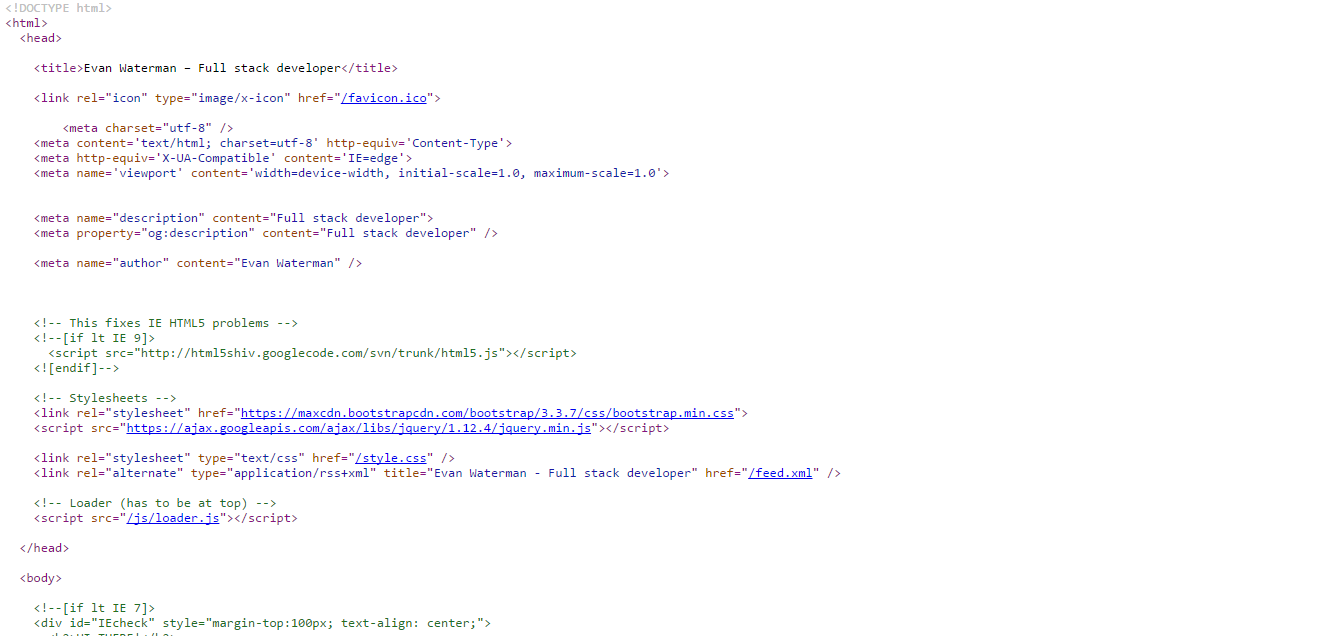 <!DOCTYPE html>
<html>
<head>
<title>Evan Waterman – Full stack developer</title>
<link rel="icon" type="image/x-icon" href="/favicon.ico">
<meta charset="utf-8" />
<meta content='text/html; charset=utf-8' http-equiv='Content-Type'>
<meta http-equiv='X-UA-Compatible' content='IE=edge'>
<meta name='viewport' content='width=device-width, initial-scale=1.0, maximum-scale=1.0'>
<meta name="description" content="Full stack developer">
<meta property="og:description" content="Full stack developer" />
<meta name="author" content="Evan Waterman" />
<!-- This fixes IE HTML5 problems -->
<!--[if lt IE 9]>
<script src="http://html5shiv.googlecode.com/svn/trunk/html5.js"></script>
<![endif]-->
<!-- Stylesheets -->
<link rel="stylesheet" href="https://maxcdn.bootstrapcdn.com/bootstrap/3.3.7/css/bootstrap.min.css">
<script src="https://ajax.googleapis.com/ajax/libs/jquery/1.12.4/jquery.min.js"></script>
<link rel="stylesheet" type="text/css" href="/style.css" />
<link rel="alternate" type="application/rss+xml" title="Evan Waterman - Full stack developer" href="/feed.xml" />
<!-- Loader (has to be at top) -->
<script src="/js/loader.js"></script>
</head>
<body>
<!--[if lt IE 7]>
<div id="IEcheck" style="margin-top:100px; text-align: center;">